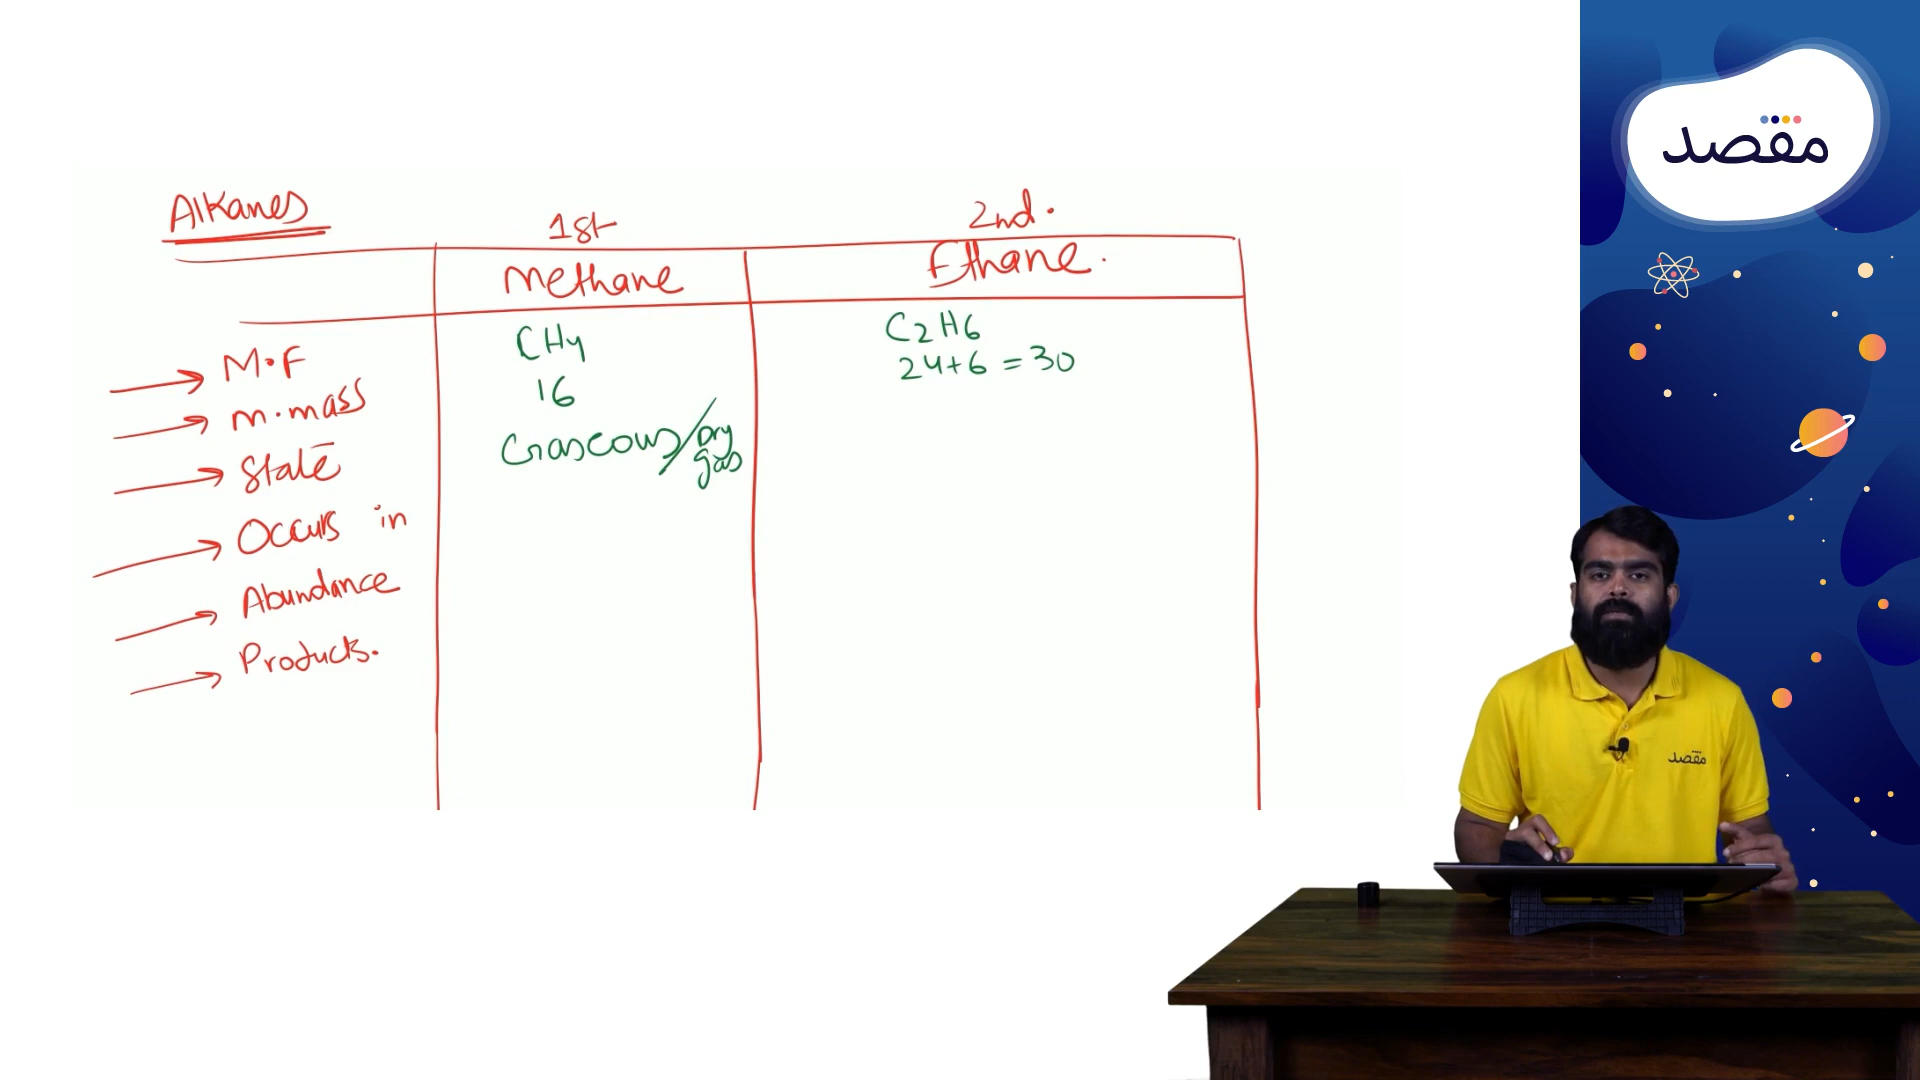 مقصد
Alkanes
1st
2nd.
Methane
Ethane.
M.F
CH4
C2H6
m.mass
16
24+6 = 30
State
Gaseous/Dry gas
Occurs in
Abundance
Products.
مقصد